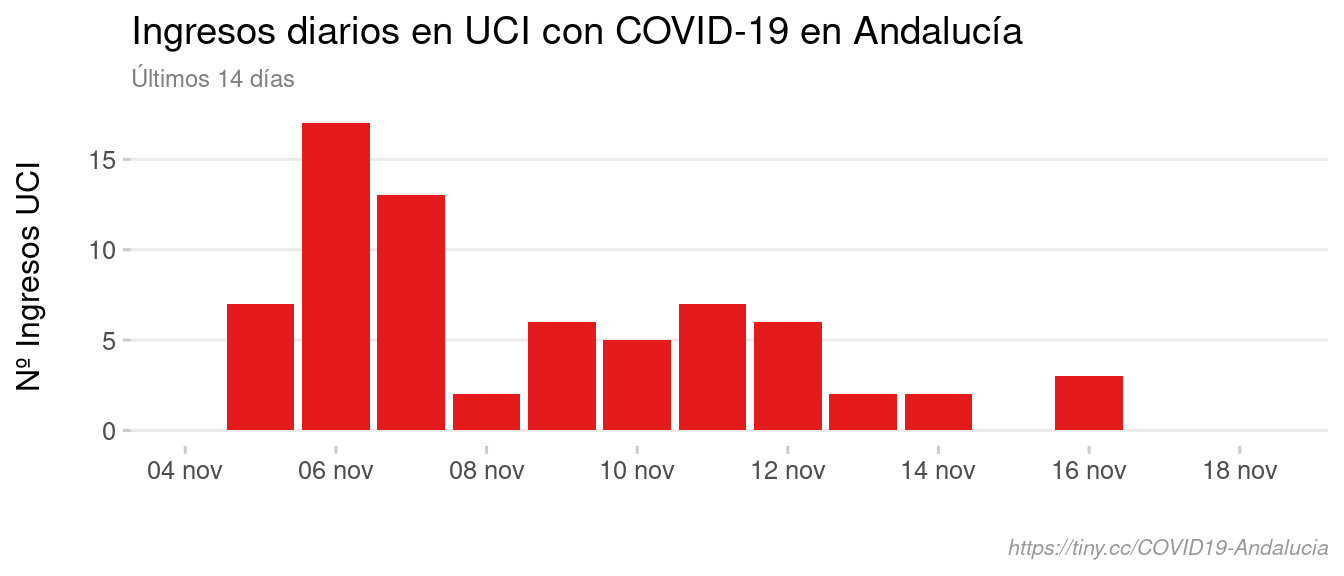 Ingresos diarios en UCI con COVID-19 en Andalucía
Últimos 14 días
Nº Ingresos UCI
15
10
5
0
04 nov 06 nov 08 nov 10 nov 12 nov 14 nov 16 nov 18 nov
https://tiny.cc/COVID19-Andalucia